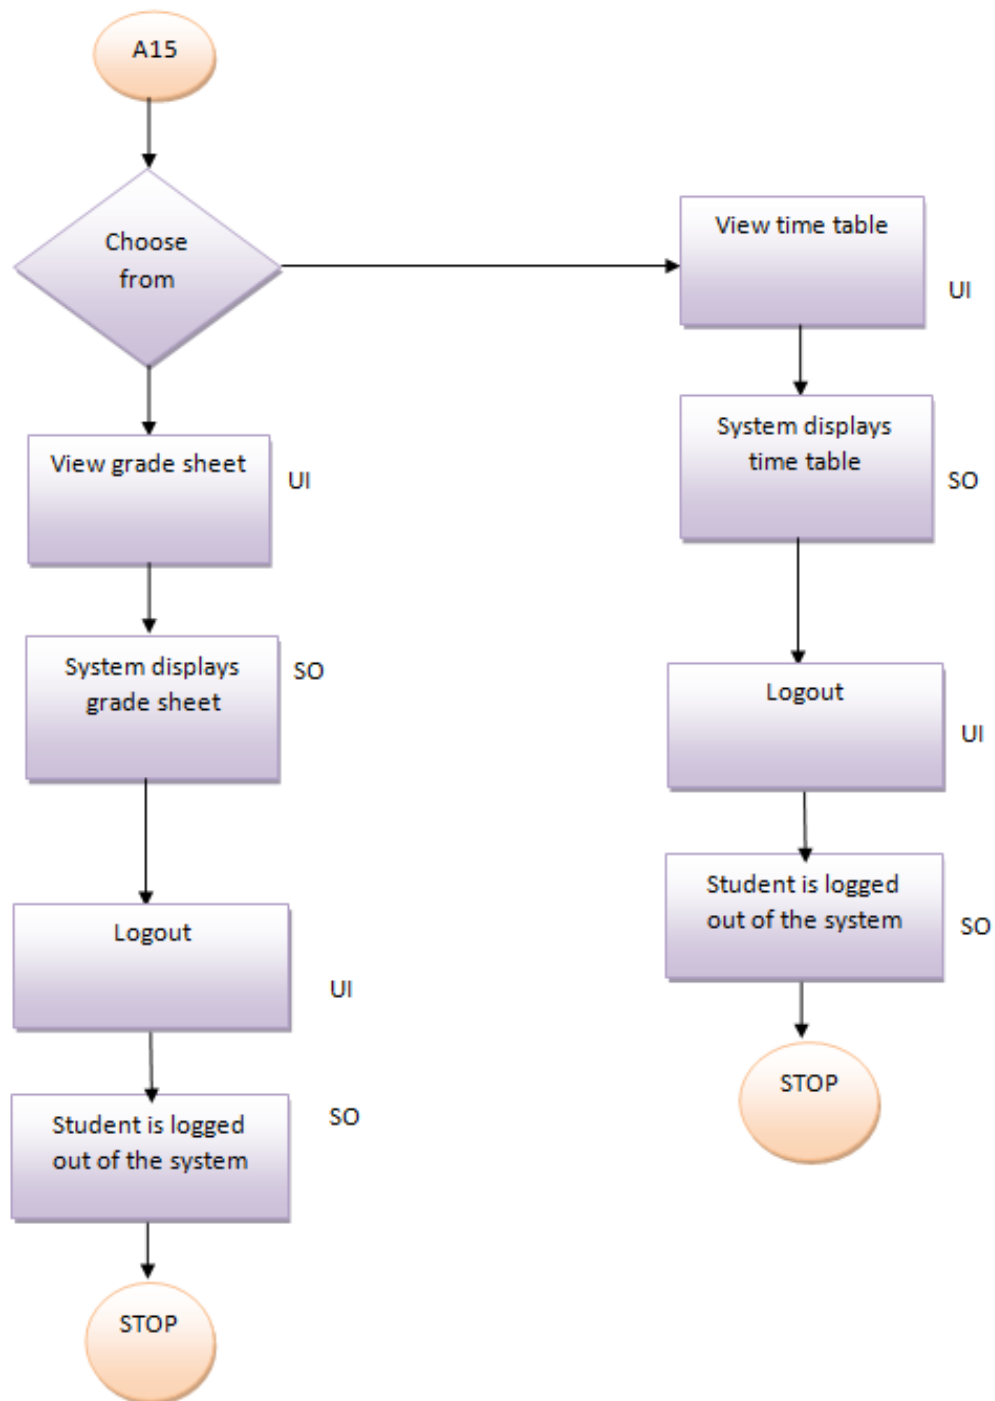 A15
Choose
from
View grade sheet
UI
System displays
grade sheet
SO
Logout
UI
Student is logged
out of the system
SO
STOP
View time table
UI
System displays
time table
SO
Logout
UI
Student is logged
out of the system
SO
STOP